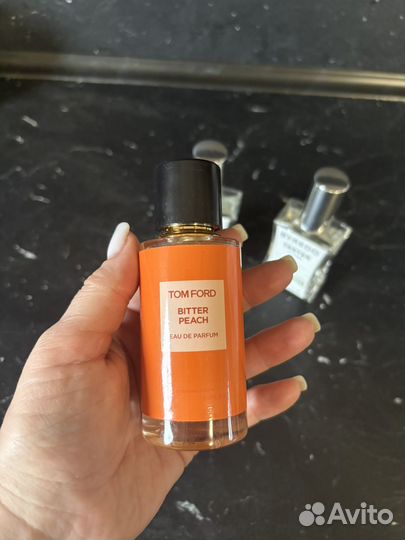 TOM FORD
BITTER
PEACH
EAU DE PARFUM
Avito